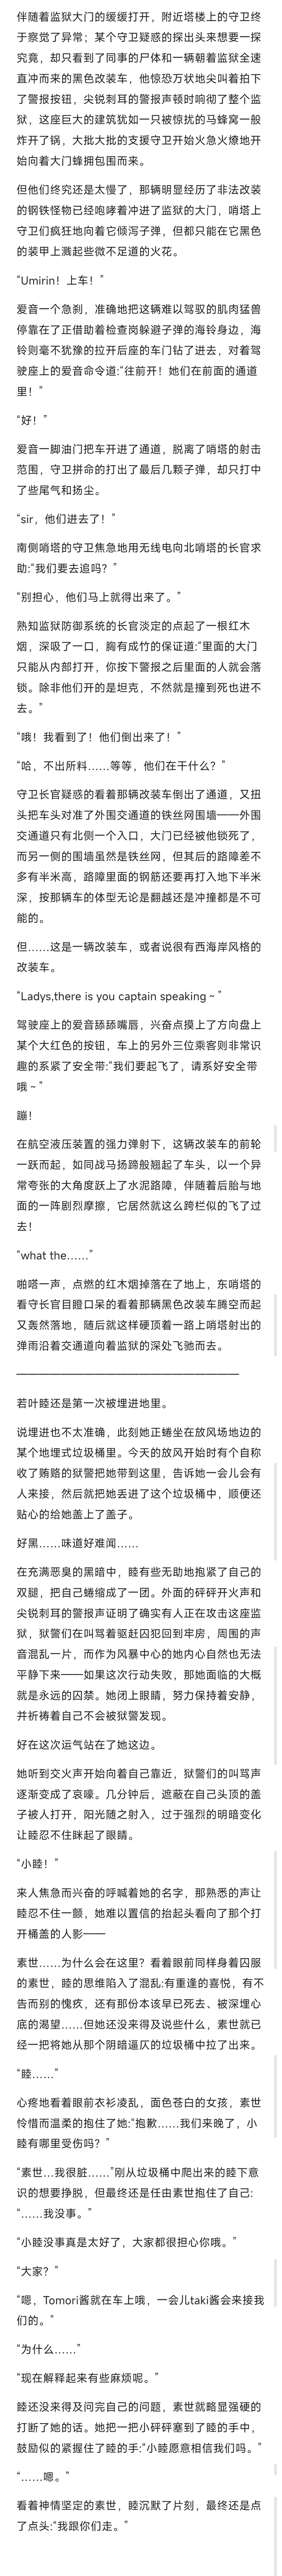 伴随着监狱大门的缓缓打开，附近塔楼上的守卫终
于察觉了异常；某个守卫疑惑的探出头来想要一探
究竟，却只看到了同事的尸体和一辆朝着监狱全速
直冲而来的黑色改装车，他惊恐万状地尖叫着拍下
了警报按钮，尖锐刺耳的警报声顿时响彻了整个监
狱，这座巨大的建筑犹如一只被惊扰的马蜂窝一般
炸开了锅，大批大批的支援守卫开始火急火燎地开
始向着大门蜂拥包围而来。
但他们终究还是太慢了，那辆明显经历了非法改装
的钢铁怪物已经咆哮着冲进了监狱的大门，哨塔上
守卫们疯狂地向着它倾泻子弹，但都只能在它黑色
的装甲上溅起些微不足道的火花。
“Umirin！上车！”
爱音一个急刹，准确地把这辆难以驾驭的肌肉猛兽
停靠在了正借助着检查岗躲避子弹的海铃身边，海
铃则毫不犹豫的拉开后座的车门钻了进去，对着驾
驶座上的爱音命令道:“往前开！她们在前面的通道
里！”
“好！”
爱音一脚油门把车开进了通道，脱离了哨塔的射击
范围，守卫拼命的打出了最后几颗子弹，却只打中
了些尾气和扬尘。
“sir，他们进去了！”
南侧哨塔的守卫焦急地用无线电向北哨塔的长官求
助:“我们要去追吗？”
“别担心，他们马上就得出来了。”
熟知监狱防御系统的长官淡定的点起了一根红木
烟，深吸了一口，胸有成竹的保证道:“里面的大门
只能从内部打开，你按下警报之后里面的人就会落
锁。除非他们开的是坦克，不然就是撞到死也进不
去。”
“哦！我看到了！他们倒出来了！”
“哈，不出所料……等等，他们在干什么？”
守卫长官疑惑的看着那辆改装车倒出了通道，又扭
头把车头对准了外围交通道的铁丝网围墙——外围
交通道只有北侧一个入口，大门已经被他锁死了，
而另一侧的围墙虽然是铁丝网，但其后的路障差不
多有半米高，路障里面的钢筋还要再打入地下半米
深，按那辆车的体型无论是翻越还是冲撞都是不可
能的。
但……这是一辆改装车，或者说很有西海岸风格的
改装车。
“Ladys,there is you captain speaking～”
驾驶座上的爱音舔舔嘴唇，兴奋点摸上了方向盘上
某个大红色的按钮，车上的另外三位乘客则非常识
趣的系紧了安全带:“我们要起飞了，请系好安全带
哦～”
蹦！
在航空液压装置的强力弹射下，这辆改装车的前轮
一跃而起，如同战马扬蹄般翘起了车头，以一个异
常夸张的大角度跃上了水泥路障，伴随着后胎与地
面的一阵剧烈摩擦，它居然就这么跨栏似的飞了过
去！
“what the……”
啪嗒一声，点燃的红木烟掉落在了地上，东哨塔的
看守长官目瞪口呆的看着那辆黑色改装车腾空而起
又轰然落地，随后就这样硬顶着一路上哨塔射出的
弹雨沿着交通道向着监狱的深处飞驰而去。
————————————————————
若叶睦还是第一次被埋进地里。
说埋进也不太准确，此刻她正蜷坐在放风场地边的
某个地埋式垃圾桶里。今天的放风开始时有个自称
收了贿赂的狱警把她带到这里，告诉她一会儿会有
人来接，然后就把她丢进了这个垃圾桶中，顺便还
贴心的给她盖上了盖子。
好黑……味道好难闻……
在充满恶臭的黑暗中，睦有些无助地抱紧了自己的
双腿，把自己蜷缩成了一团。外面的砰砰开火声和
尖锐刺耳的警报声证明了确实有人正在攻击这座监
狱，狱警们在叫骂着驱赶囚犯回到牢房，周围的声
音混乱一片，而作为风暴中心的她内心自然也无法
平静下来——如果这次行动失败，那她面临的大概
就是永远的囚禁。她闭上眼睛，努力保持着安静，
并祈祷着自己不会被狱警发现。
好在这次运气站在了她这边。
她听到交火声开始向着自己靠近，狱警们的叫骂声
逐渐变成了哀嚎。几分钟后，遮蔽在自己头顶的盖
子被人打开，阳光随之射入，过于强烈的明暗变化
让睦忍不住眯起了眼睛。
“小睦！”
来人焦急而兴奋的呼喊着她的名字，那熟悉的声让
睦忍不住一颤，她难以置信的抬起头看向了那个打
开桶盖的人影——
素世……为什么会在这里？看着眼前同样身着囚服
的素世，睦的思维陷入了混乱:有重逢的喜悦，有不
告而别的愧疚，还有那份本该早已死去、被深埋心
底的渴望……但她还没来得及说些什么，素世就已
经一把将她从那个阴暗逼仄的垃圾桶中拉了出来。
“睦……”
心疼地看着眼前衣衫凌乱，面色苍白的女孩，素世
怜惜而温柔的抱住了她:“抱歉……我们来晚了，小
睦有哪里受伤吗？”
“素世…我很脏……”刚从垃圾桶中爬出来的睦下意
识的想要挣脱，但最终还是任由素世抱住了自己:
“……我没事。”
“小睦没事真是太好了，大家都很担心你哦。”
“大家？”
“嗯，Tomori酱就在车上哦，一会儿taki酱会来接我
们的。”
“为什么……”
“现在解释起来有些麻烦呢。”
睦还没来得及问完自己的问题，素世就略显强硬的
打断了她的话。她把一把小砰砰塞到了睦的手中，
鼓励似的紧握住了睦的手:“小睦愿意相信我们吗。”
“……嗯。”
看着神情坚定的素世，睦沉默了片刻，最终还是点
了点头:“我跟你们走。”